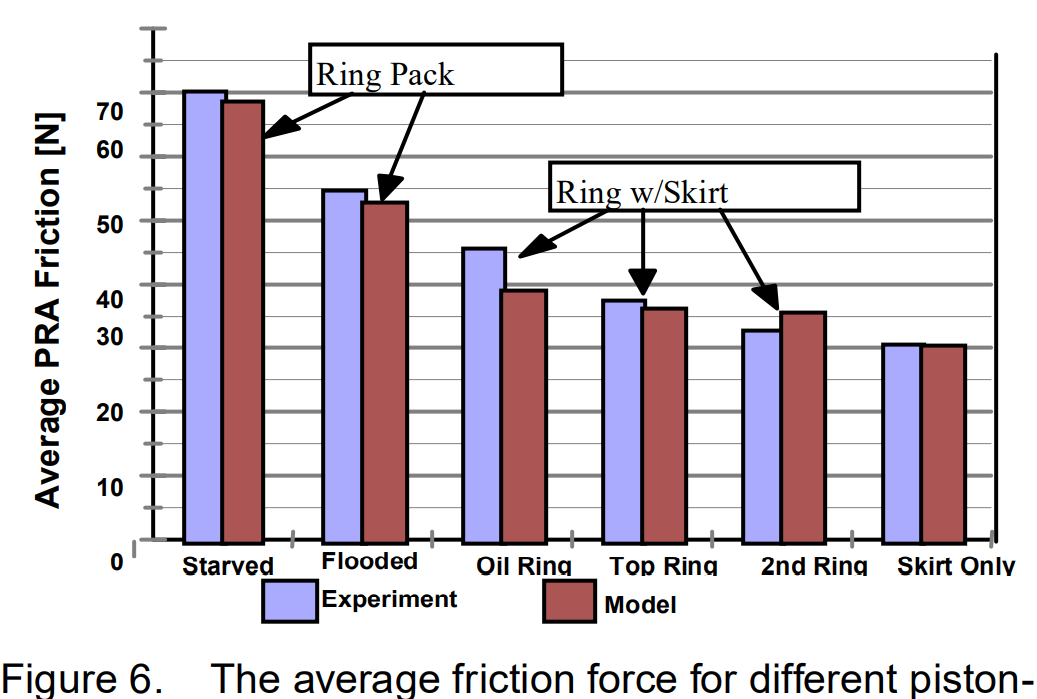 Ring Pack
Ring w/Skirt
Average PRA Friction [N]
70
60
50
40
30
20
10
0
Starved
Flooded
Oil Ring
Top Ring
2nd Ring
Skirt Only
Experiment
Model
Figure 6. The average friction force for different piston-